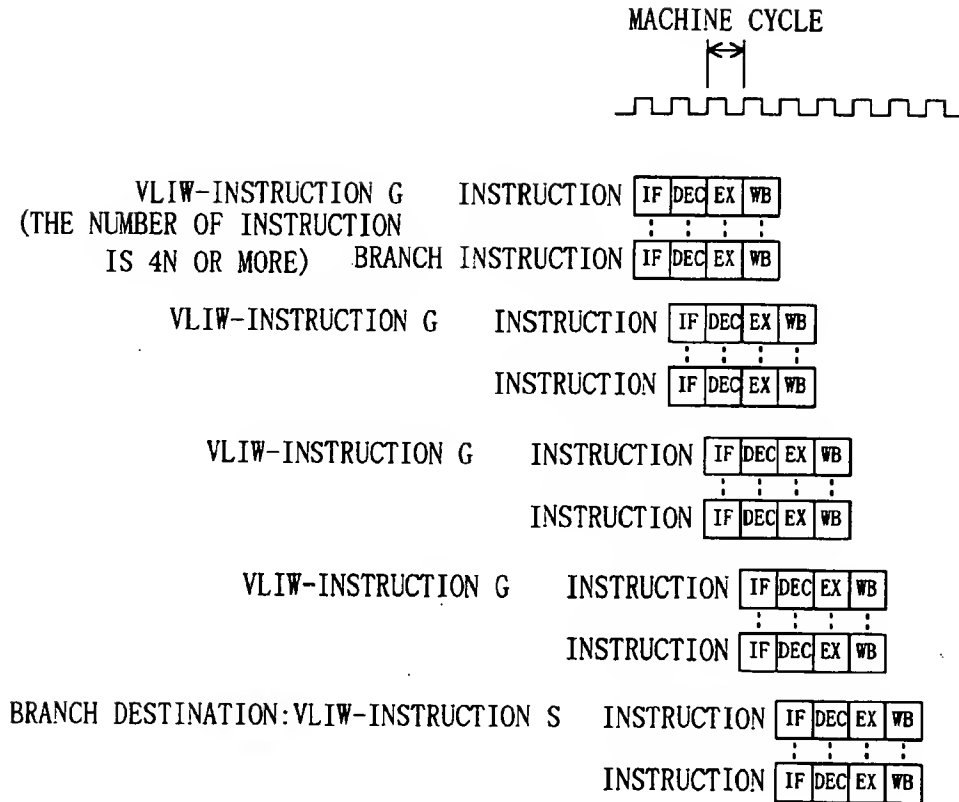 MACHINE CYCLE
VLIW-INSTRUCTION G INSTRUCTION IF DEC EX WB
(THE NUMBER OF INSTRUCTION
IS 4N OR MORE) BRANCH INSTRUCTION IF DEC EX WB
VLIW-INSTRUCTION G INSTRUCTION IF DEC EX WB
INSTRUCTION IF DEC EX WB
VLIW-INSTRUCTION G INSTRUCTION IF DEC EX WB
INSTRUCTION IF DEC EX WB
VLIW-INSTRUCTION G INSTRUCTION IF DEC EX WB
INSTRUCTION IF DEC EX WB
BRANCH DESTINATION:VLIW-INSTRUCTION S INSTRUCTION IF DEC EX WB
INSTRUCTION IF DEC EX WB